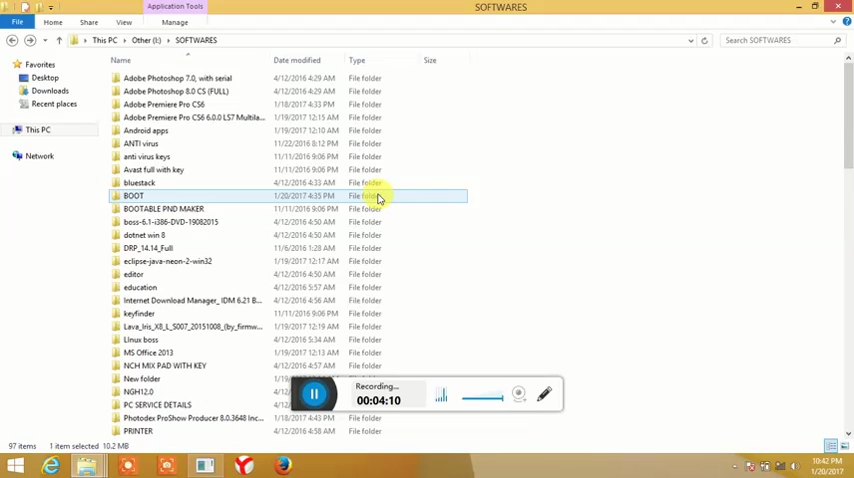 Application Tools
SOFTWARES
File Home Share View Manage
This PC Other (I:) SOFTWARES
Search SOFTWARES
Name Date modified Type Size
Favorites
Desktop
Downloads
Recent places
This PC
Network
Adobe Photoshop 7.0, with serial 4/12/2016 4:29 AM File folder
Adobe Photoshop 8.0 CS (FULL) 4/12/2016 4:29 AM File folder
Adobe Premiere Pro CS6 1/18/2017 4:33 PM File folder
Adobe Premiere Pro CS6 6.0.0 LS7 Multila... 1/19/2017 12:15 AM File folder
Android apps 1/19/2017 12:10 AM File folder
ANTI virus 11/22/2016 8:12 PM File folder
anti virus keys 11/11/2016 9:06 PM File folder
Avast full with key 11/11/2016 9:06 PM File folder
bluestack 4/12/2016 4:33 AM File folder
BOOT 1/20/2017 4:35 PM File folder
BOOTABLE PND MAKER 11/11/2016 9:06 PM File folder
boss-6.1-i386-DVD-19082015 4/12/2016 4:50 AM File folder
dotnet win 8 4/12/2016 4:50 AM File folder
DRP_14.14_Full 11/6/2016 1:28 AM File folder
eclipse-java-neon-2-win32 1/19/2017 12:17 AM File folder
editor 4/12/2016 4:50 AM File folder
education 4/12/2016 5:57 AM File folder
Internet Download Manager_ IDM 6.21 B... 4/12/2016 4:56 AM File folder
keyfinder 11/11/2016 9:06 PM File folder
Lava_Iris_X8_L_S007_20151008_(by_firmw... 1/19/2017 12:19 AM File folder
LInux boss 4/12/2016 4:50 AM File folder
MS Office 2013 1/19/2017 12:13 AM File folder
NCH MIX PAD WITH KEY 4/12/2016 4:50 AM File folder
New folder
NGH12.0
PC SERVICE DETAILS
Photodex ProShow Producer 8.0.3648 Inc... 1/18/2017 4:43 PM File folder
PRINTER 4/12/2016 4:58 AM File folder
Recording...
00:04:10
97 items 1 item selected 10.2 MB
10:42 PM
1/20/2017